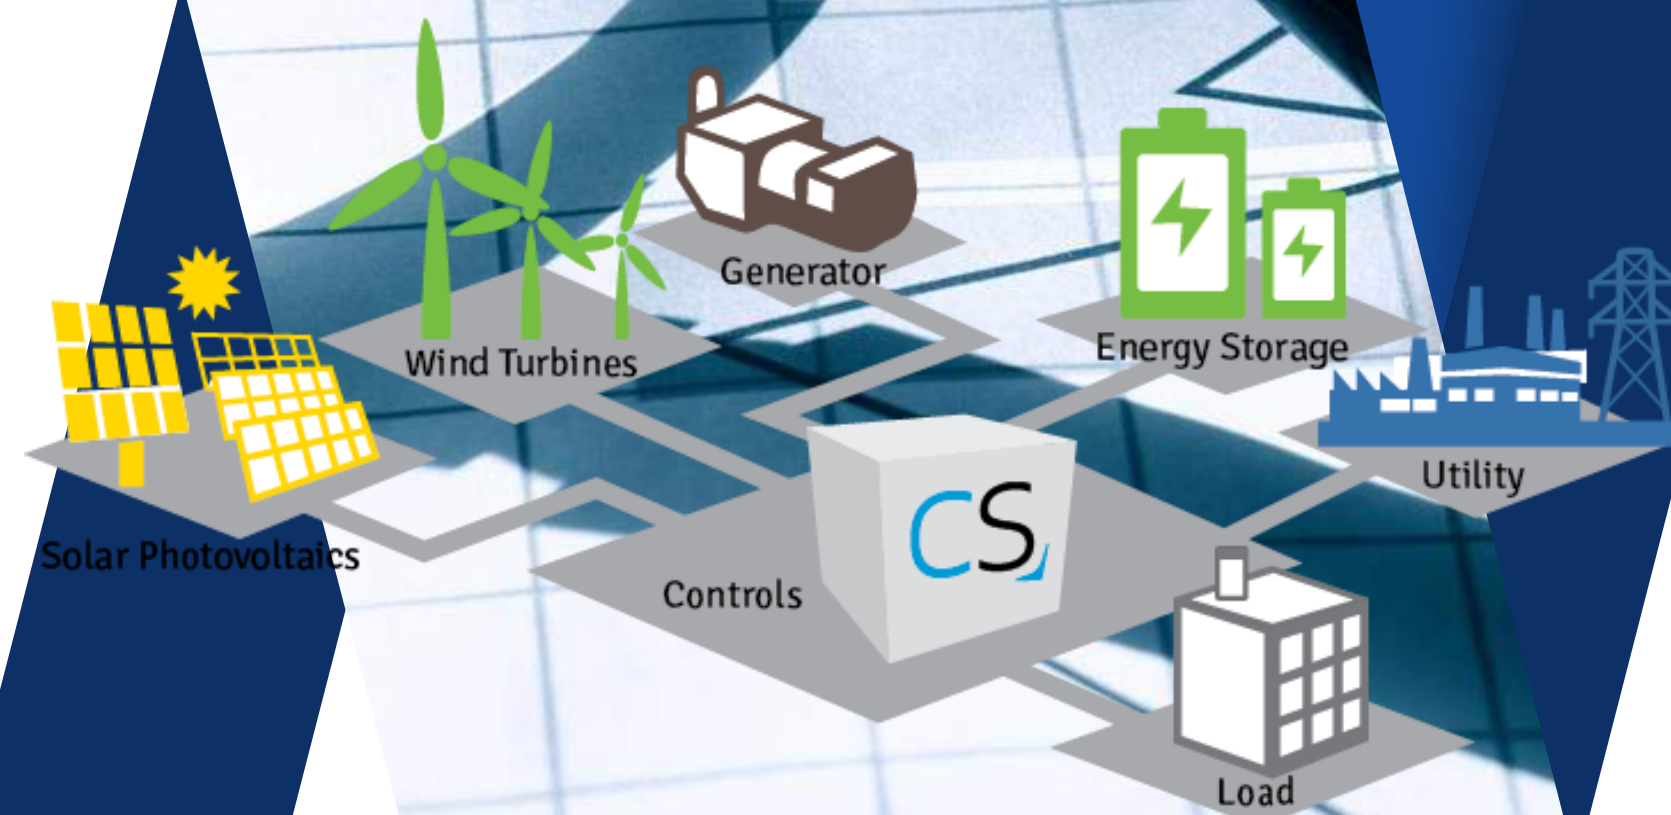 Generator
Energy Storage
Wind Turbines
Utility
Solar Photovoltaics
CS
Controls
Load